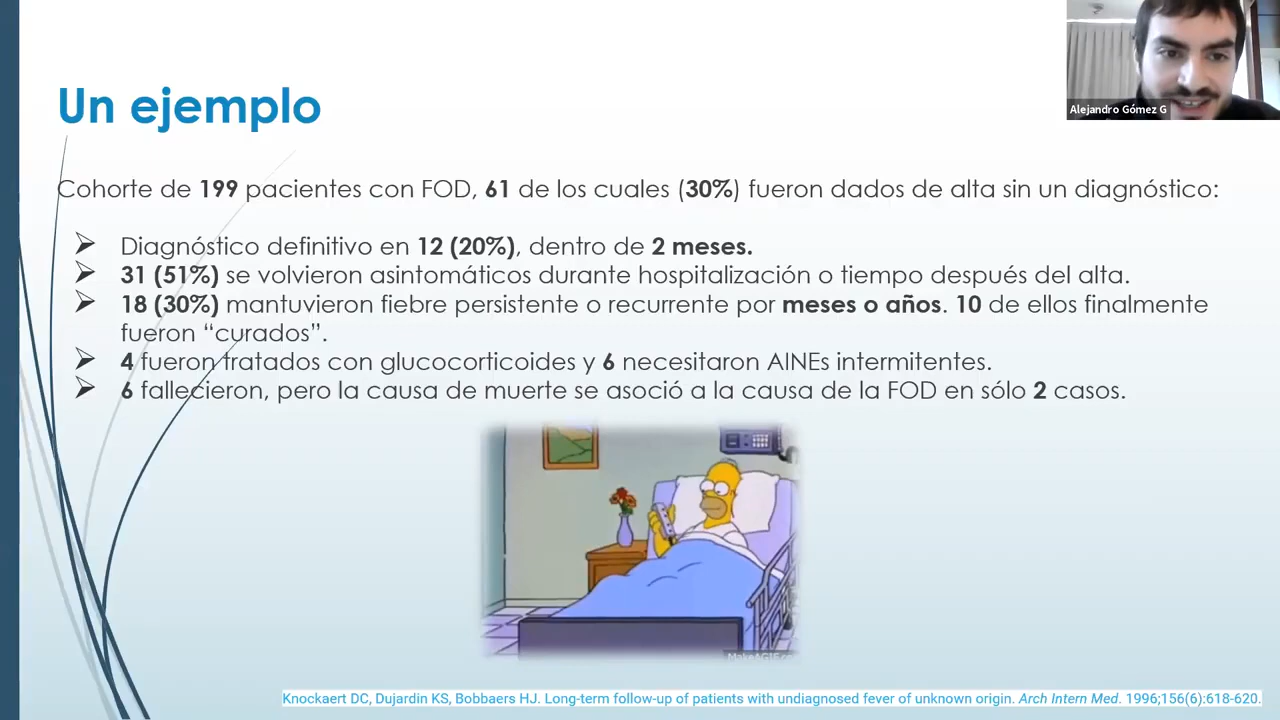 Alejandro Gómez G
Un ejemplo
Cohorte de 199 pacientes con FOD, 61 de los cuales (30%) fueron dados de alta sin un diagnóstico:
Diagnóstico definitivo en 12 (20%), dentro de 2 meses.
31 (51%) se volvieron asintomáticos durante hospitalización o tiempo después del alta.
18 (30%) mantuvieron fiebre persistente o recurrente por meses o años. 10 de ellos finalmente
fueron “curados”.
4 fueron tratados con glucocorticoides y 6 necesitaron AINEs intermitentes.
6 fallecieron, pero la causa de muerte se asoció a la causa de la FOD en sólo 2 casos.
Knockaert DC, Dujardin KS, Bobbaers HJ. Long-term follow-up of patients with undiagnosed fever of unknown origin. Arch Intern Med. 1996;156(6):618-620.